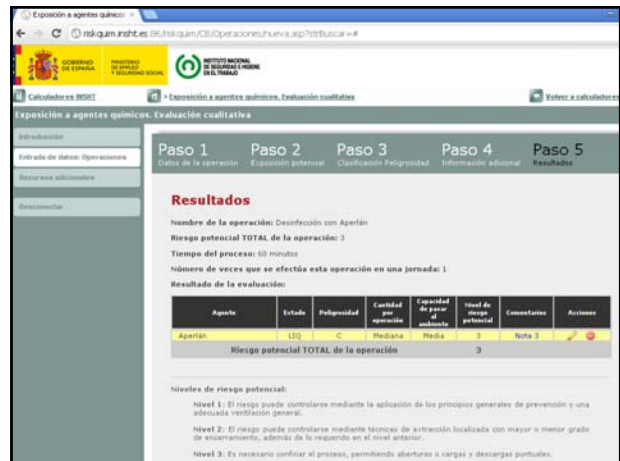 Exposición a agentes químicos
riskquim.insht.es:86/riskquim/CB/Operaciones/nueva.asp?strBuscar=#
GOBIERNO DE ESPAÑA
MINISTERIO DE EMPLEO Y SEGURIDAD SOCIAL
INSTITUTO NACIONAL DE SEGURIDAD E HIGIENE EN EL TRABAJO
Calculadores INSHT
> Exposición a agentes químicos. Evaluación cualitativa
Volver a calculadores
Exposición a agentes químicos. Evaluación cualitativa
Introducción
Entrada de datos: Operaciones
Recursos adicionales
Desconectar
Paso 1 Paso 2 Paso 3 Paso 4 Paso 5
Datos de la operación Exposición potencial Clasificación Peligrosidad Información adicional Resultados
Resultados
Nombre de la operación: Desinfección con Aperlán
Riesgo potencial TOTAL de la operación: 3
Tiempo del proceso: 60 minutos
Número de veces que se efectúa esta operación en una jornada: 1
Resultado de la evaluación:
Agente Estado Peligrosidad Cantidad por operación Capacidad de pasar al ambiente Nivel de riesgo potencial Comentarios Acciones
Aperlán LIQ C Mediana Media 3 Nota 3
Riesgo potencial TOTAL de la operación 3
Niveles de riesgo potencial:
Nivel 1: El riesgo puede controlarse mediante la aplicación de los principios generales de prevención y una
adecuada ventilación general.
Nivel 2: El riesgo puede controlarse mediante técnicas de extracción localizada con mayor o menor grado
de encerramiento, además de lo requerido en el nivel anterior.
Nivel 3: Es necesario confinar el proceso, permitiendo aberturas o cargas y descargas puntuales.